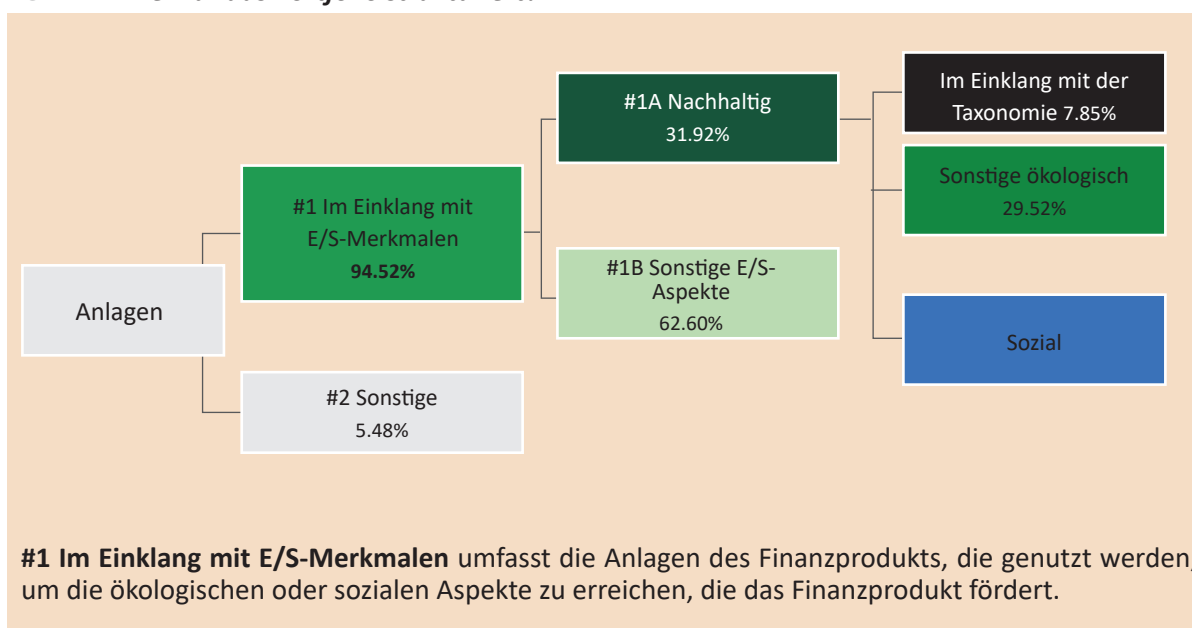 Anlagen
#1 Im Einklang mit
E/S-Merkmalen
94.52%
#2 Sonstige
5.48%
#1A Nachhaltig
31.92%
#1B Sonstige E/S-
Aspekte
62.60%
Im Einklang mit der
Taxonomie 7.85%
Sonstige ökologisch
29.52%
Sozial
#1 Im Einklang mit E/S-Merkmalen umfasst die Anlagen des Finanzprodukts, die genutzt werden,
um die ökologischen oder sozialen Aspekte zu erreichen, die das Finanzprodukt fördert.